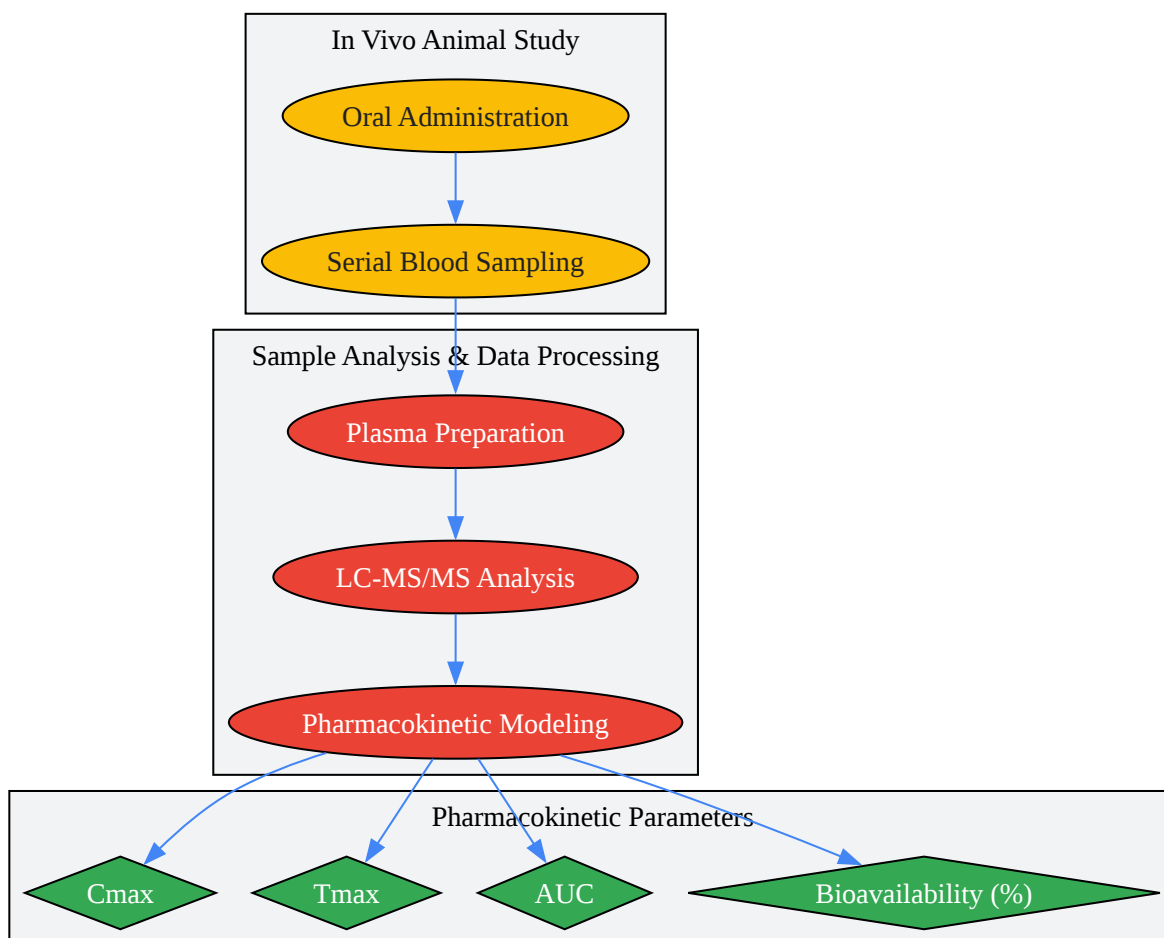 In Vivo Animal Study
Oral Administration
Serial Blood Sampling
Sample Analysis & Data Processing
Plasma Preparation
LC-MS/MS Analysis
Pharmacokinetic Modeling
Pharmacokinetic Parameters
Cmax
Tmax
AUC
Bioavailability (%)